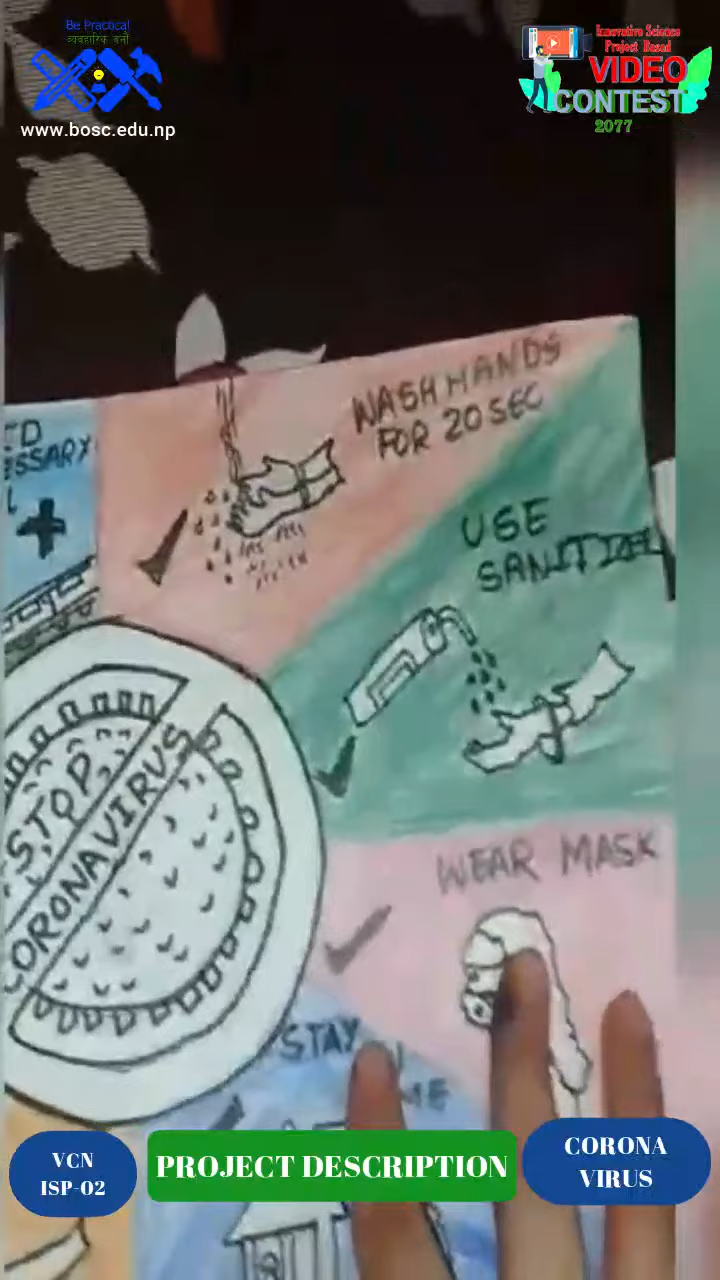 Be Practical
व्यवहारिक बनौं
www.bosc.edu.np
Innovative Science
Project Based
VIDEO
CONTEST
2077
WASH HANDS
FOR 20 SEC
USE
SANITIZER
STOP
CORONAVIRUS
WEAR MASK
STAY
VCN
ISP-02
PROJECT DESCRIPTION
CORONA
VIRUS